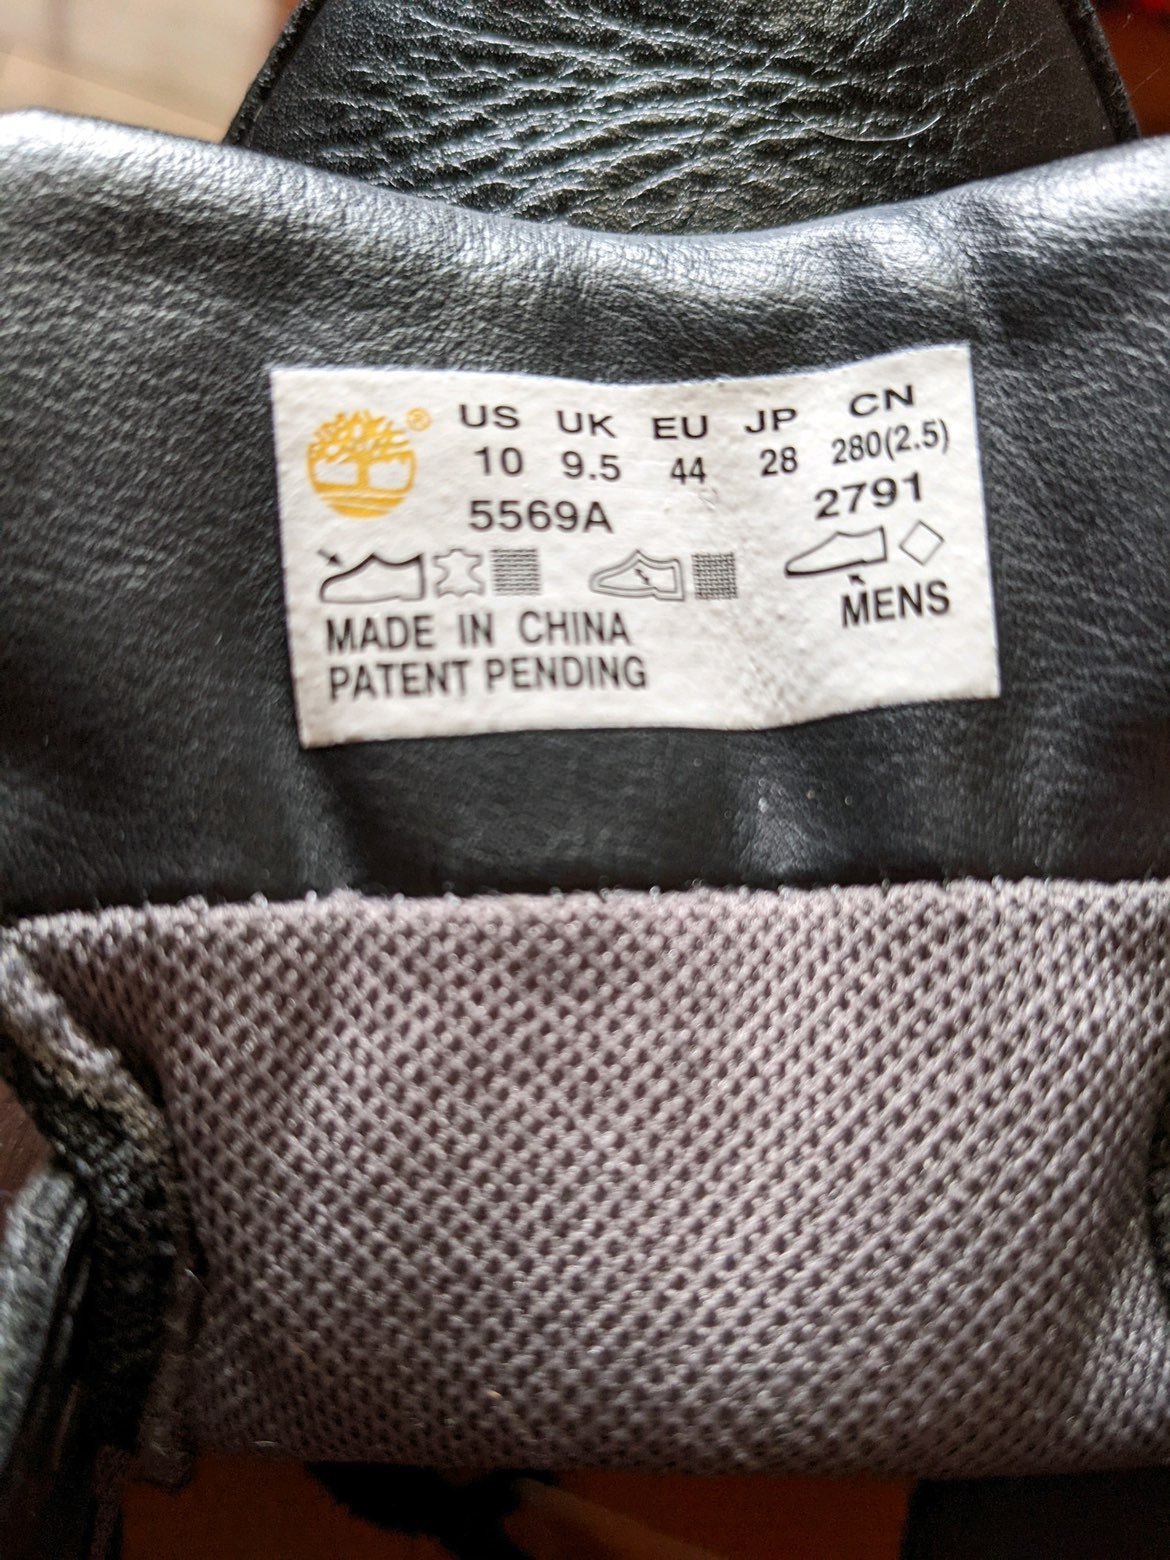 ®
US UK EU JP CN
10 9.5 44 28 280(2.5)
5569A 2791
MENS
MADE IN CHINA
PATENT PENDING